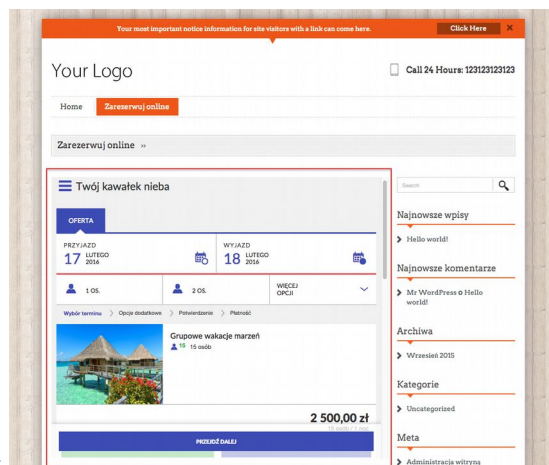 Your most important notice information for site visitors with a link can come here.
Click Here
Your Logo
Call 24 Hours: 123123123123
Home
Zarezerwuj online
Zarezerwuj online »
Twój kawałek nieba
OFERTA
PRZYJAZD
17 LUTEGO 2016
WYJAZD
18 LUTEGO 2016
1 OS.
2 OS.
WIĘCEJ OPCJI
Wybór terminu > Opcje dodatkowe > Potwierdzenie > Płatność
Grupowe wakacje marzeń
15 15 osób
2 500,00 zł
15 osób / 1 noc
PRZEJDŹ DALEJ
Search
Najnowsze wpisy
Hello world!
Najnowsze komentarze
Mr WordPress o Hello
world!
Archiwa
Wrzesień 2015
Kategorie
Uncategorized
Meta
Administracja witryną